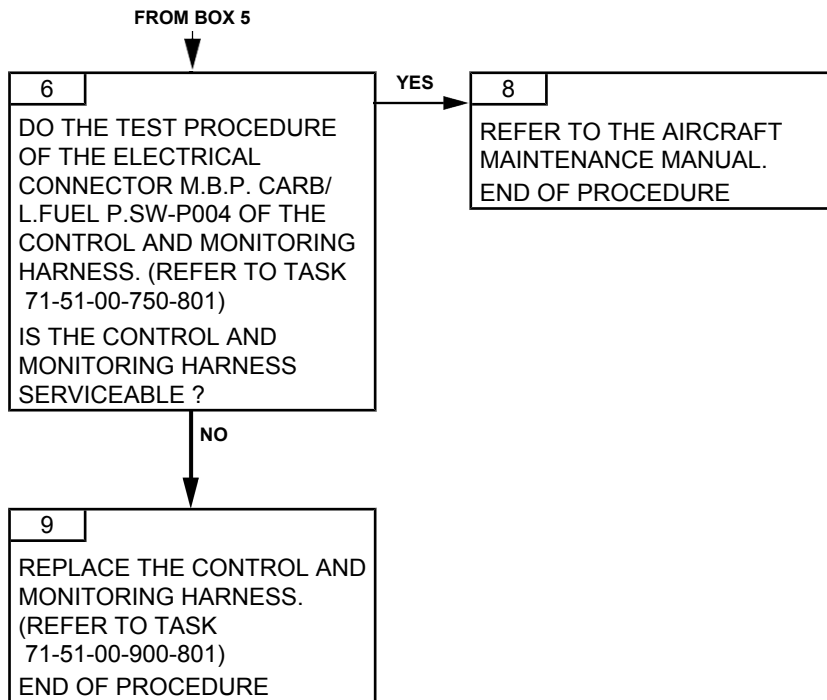 FROM BOX 5
6
DO THE TEST PROCEDURE
OF THE ELECTRICAL
CONNECTOR M.B.P. CARB/
L.FUEL P.SW-P004 OF THE
CONTROL AND MONITORING
HARNESS. (REFER TO TASK
71-51-00-750-801)
IS THE CONTROL AND
MONITORING HARNESS
SERVICEABLE ?
YES
8
REFER TO THE AIRCRAFT
MAINTENANCE MANUAL.
END OF PROCEDURE
NO
9
REPLACE THE CONTROL AND
MONITORING HARNESS.
(REFER TO TASK
71-51-00-900-801)
END OF PROCEDURE